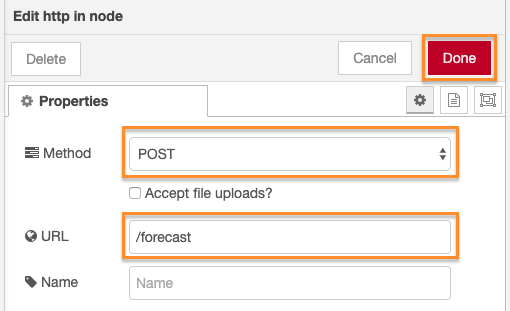 Edit http in node
Delete Cancel Done
Properties
Method POST
Accept file uploads?
URL /forecast
Name Name